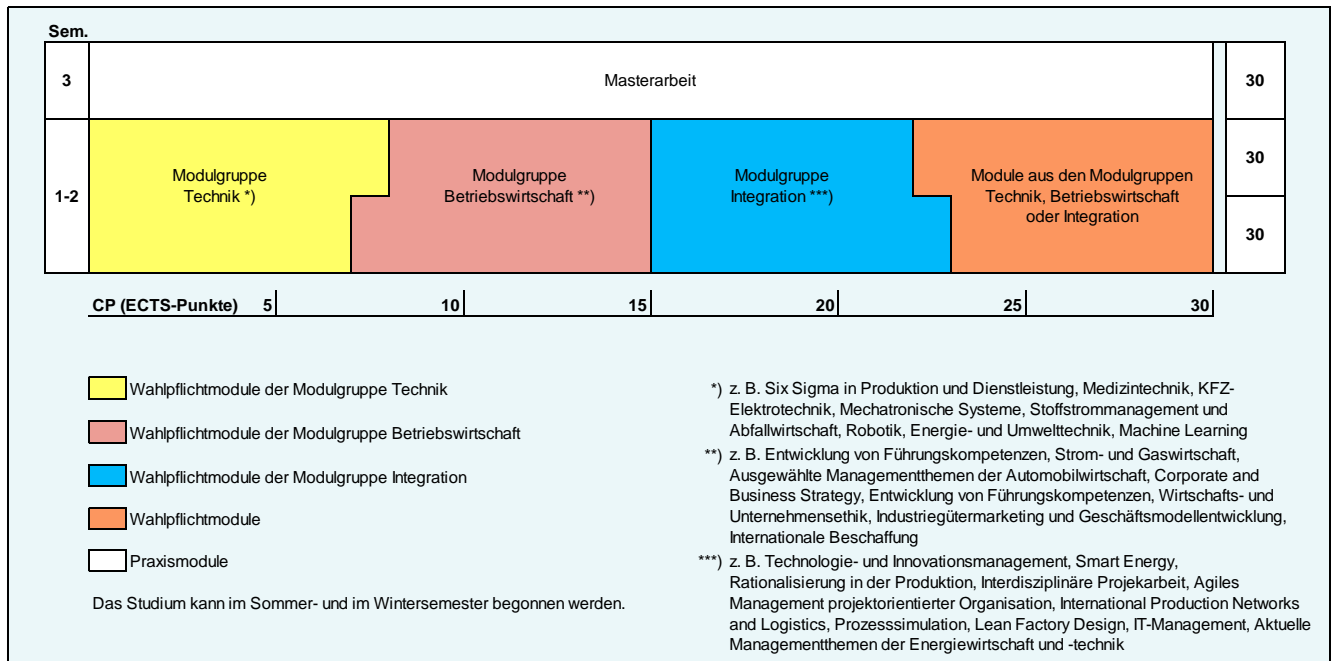 Sem.
3
Masterarbeit
30
1-2
Modulgruppe
Technik *)
Modulgruppe
Betriebswirtschaft **)
Modulgruppe
Integration ***)
Module aus den Modulgruppen
Technik, Betriebswirtschaft
oder Integration
30
30
CP (ECTS-Punkte) 5 10 15 20 25 30
Wahlpflichtmodule der Modulgruppe Technik
Wahlpflichtmodule der Modulgruppe Betriebswirtschaft
Wahlpflichtmodule der Modulgruppe Integration
Wahlpflichtmodule
Praxismodule
Das Studium kann im Sommer- und im Wintersemester begonnen werden.
*) z. B. Six Sigma in Produktion und Dienstleistung, Medizintechnik, KFZ-
Elektrotechnik, Mechatronische Systeme, Stoffstrommanagement und
Abfallwirtschaft, Robotik, Energie- und Umwelttechnik, Machine Learning
**) z. B. Entwicklung von Führungskompetenzen, Strom- und Gaswirtschaft,
Ausgewählte Managementthemen der Automobilwirtschaft, Corporate and
Business Strategy, Entwicklung von Führungskompetenzen, Wirtschafts- und
Unternehmensethik, Industriegütermarketing und Geschäftsmodellentwicklung,
Internationale Beschaffung
***) z. B. Technologie- und Innovationsmanagement, Smart Energy,
Rationalisierung in der Produktion, Interdisziplinäre Projekarbeit, Agiles
Management projektorientierter Organisation, International Production Networks
and Logistics, Prozesssimulation, Lean Factory Design, IT-Management, Aktuelle
Managementthemen der Energiewirtschaft und -technik